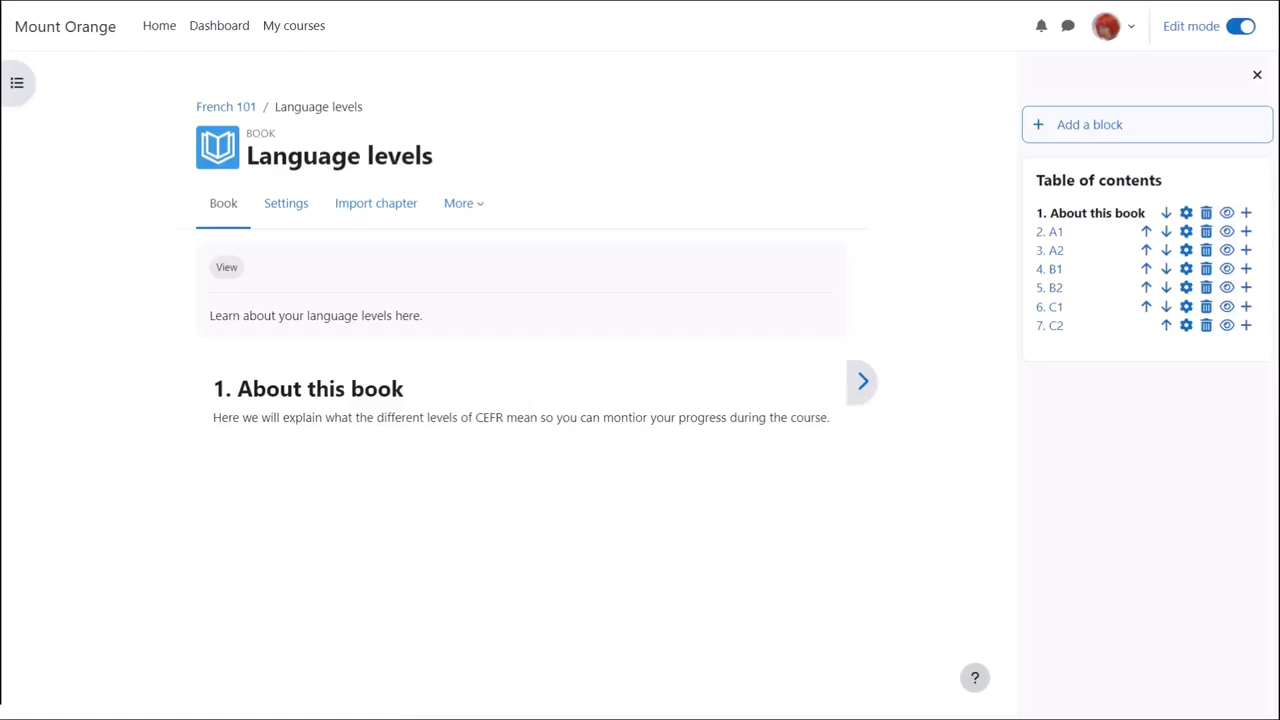 Mount Orange
Home
Dashboard
My courses
Edit mode
French 101 / Language levels
BOOK
Language levels
Book
Settings
Import chapter
More
View
Learn about your language levels here.
1. About this book
Here we will explain what the different levels of CEFR mean so you can montior your progress during the course.
Add a block
Table of contents
1. About this book
2. A1
3. A2
4. B1
5. B2
6. C1
7. C2
?